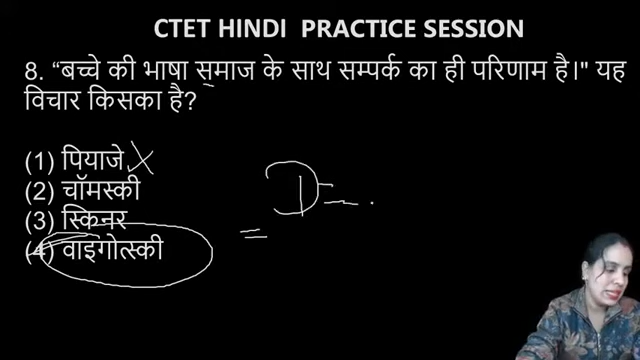 CTET HINDI PRACTICE SESSION
8. “बच्चे की भाषा समाज के साथ सम्पर्क का ही परिणाम है।" यह
विचार किसका है?
(1) पियाजे
(2) चॉमस्की
(3) स्किनर
(4) वाइगोत्स्की